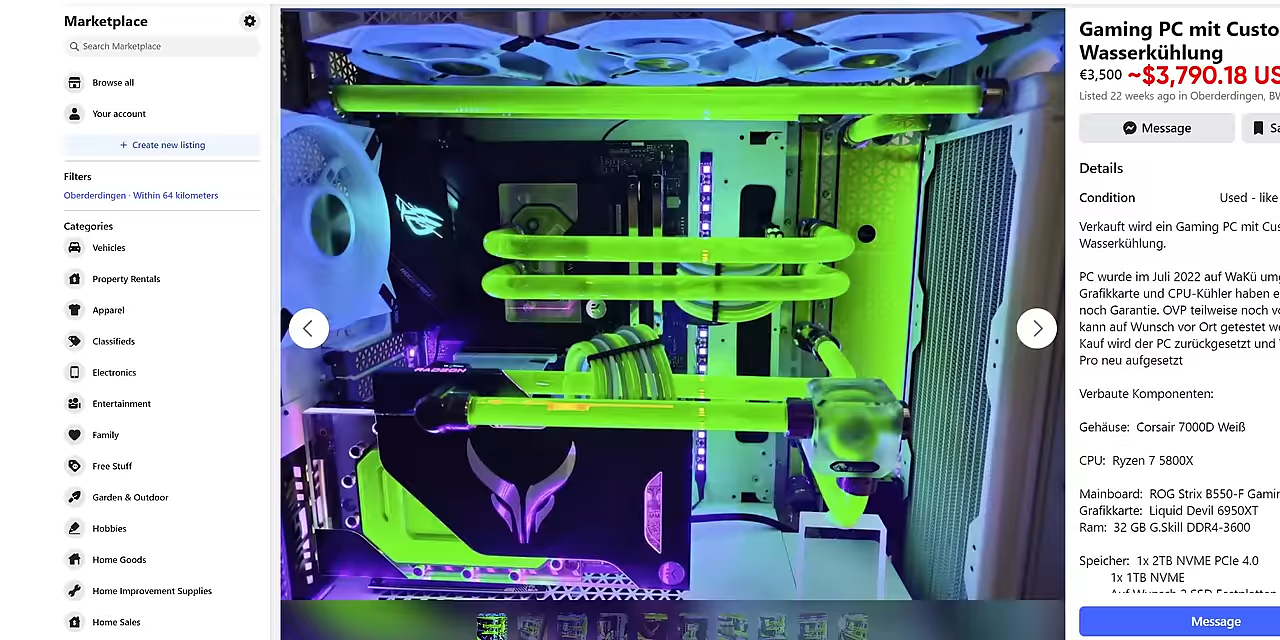 Marketplace
Search Marketplace
Browse all
Your account
+ Create new listing
Filters
Oberderdingen · Within 64 kilometers
Categories
Vehicles
Property Rentals
Apparel
Classifieds
Electronics
Entertainment
Family
Free Stuff
Garden & Outdoor
Hobbies
Home Goods
Home Improvement Supplies
Home Sales
RADEON
Gaming PC mit Custo
Wasserkühlung
€3,500 ~$3,790.18 US
Listed 22 weeks ago in Oberderdingen, BW
Message
Details
Condition Used - like
Verkauft wird ein Gaming PC mit Cus
Wasserkühlung.
PC wurde im Juli 2022 auf WaKü um
Grafikkarte und CPU-Kühler haben e
noch Garantie. OVP teilweise noch
kann auf Wunsch vor Ort getestet
Kauf wird der PC zurückgesetzt und
Pro neu aufgesetzt
Verbaute Komponenten:
Gehäuse: Corsair 7000D Weiß
CPU: Ryzen 7 5800X
Mainboard: ROG Strix B550-F Gamin
Grafikkarte: Liquid Devil 6950XT
Ram: 32 GB G.Skill DDR4-3600
Speicher: 1x 2TB NVME PCIe 4.0
1x 1TB NVME
Auf Wunsch 2 SSD Festplatten
Message